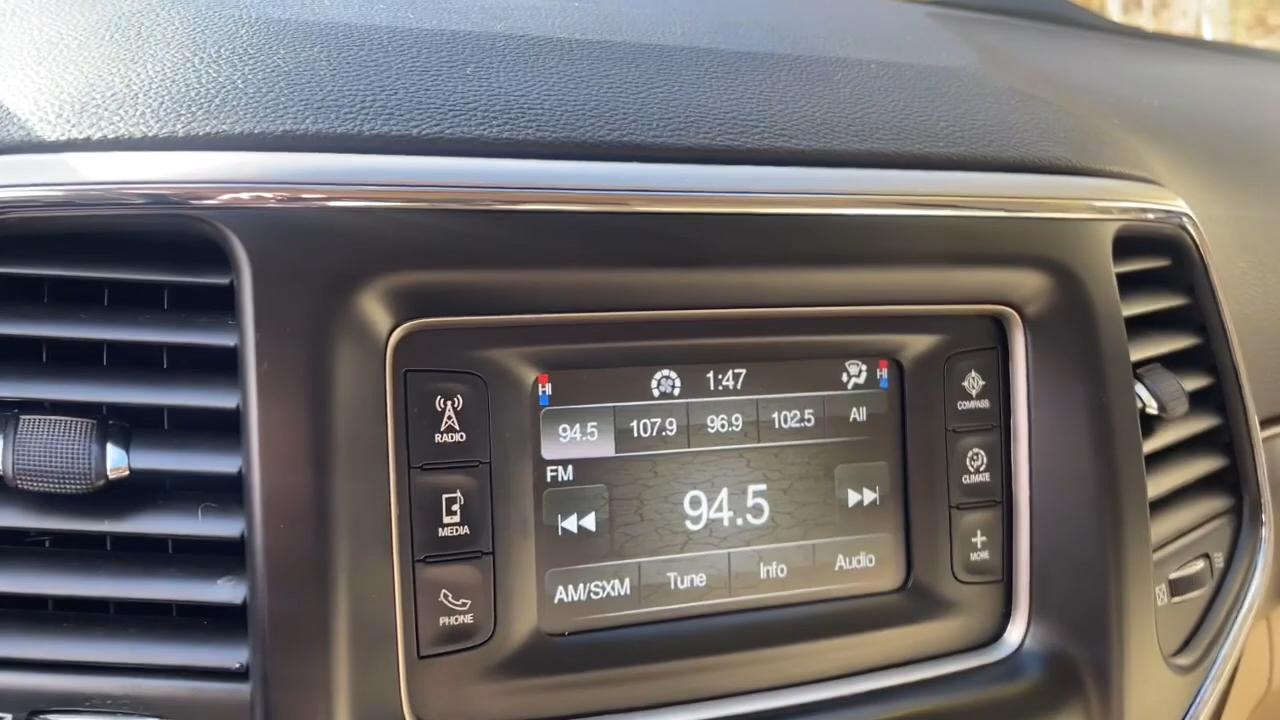 HI 1:47 HI
94.5 107.9 96.9 102.5 All
FM
94.5
AM/SXM Tune Info Audio
RADIO
MEDIA
PHONE
N
COMPASS
CLIMATE
MORE